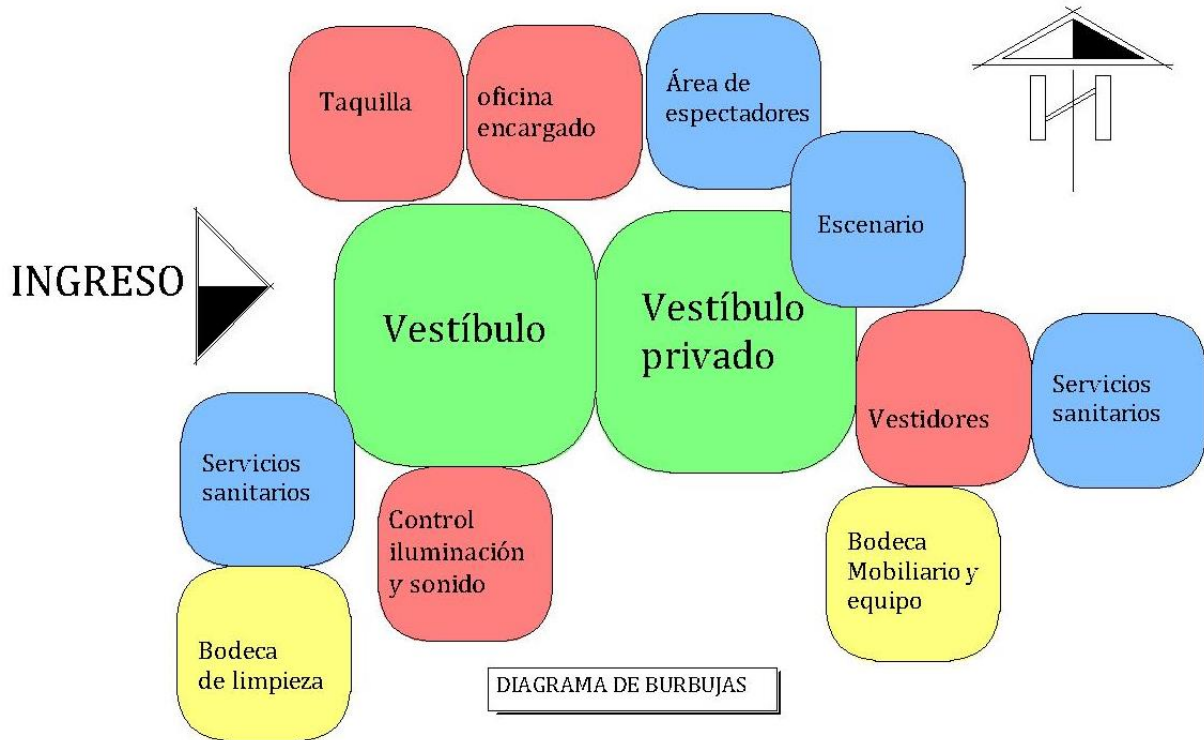 Taquilla
oficina
encargado
Área de
espectadores
Escenario
INGRESO
Vestíbulo
Vestíbulo
privado
Vestidores
Servicios
sanitarios
Servicios
sanitarios
Control
iluminación
y sonido
Bodeca
Mobiliario y
equipo
Bodeca
de limpieza
DIAGRAMA DE BURBUJAS